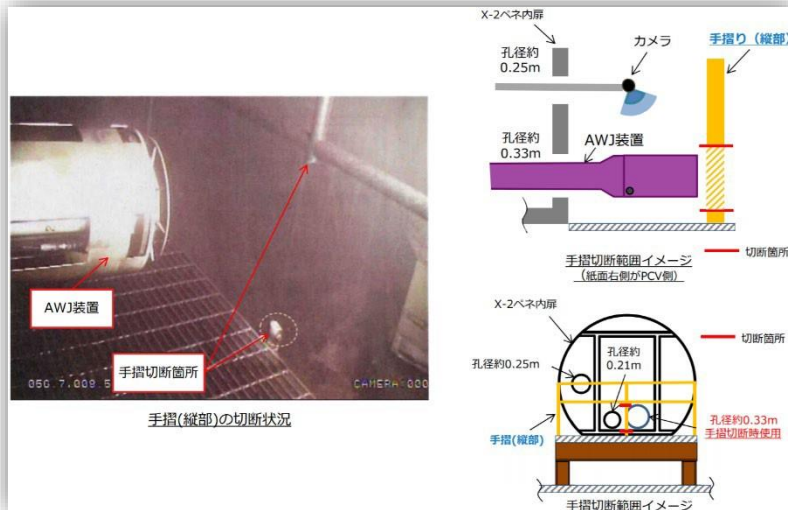 AWJ装置
手摺切断箇所
CAMERA:000
手摺(縦部)の切断状況
X-2ペネ内扉
孔径約
0.25m
カメラ
手摺り（縦部）
孔径約
0.33m
AWJ装置
切断箇所
手摺切断範囲イメージ
（紙面右側がPCV側）
X-2ペネ内扉
切断箇所
孔径約
0.21m
孔径約0.25m
孔径約0.33m
手摺切断時使用
手摺(縦部)
手摺切断範囲イメージ